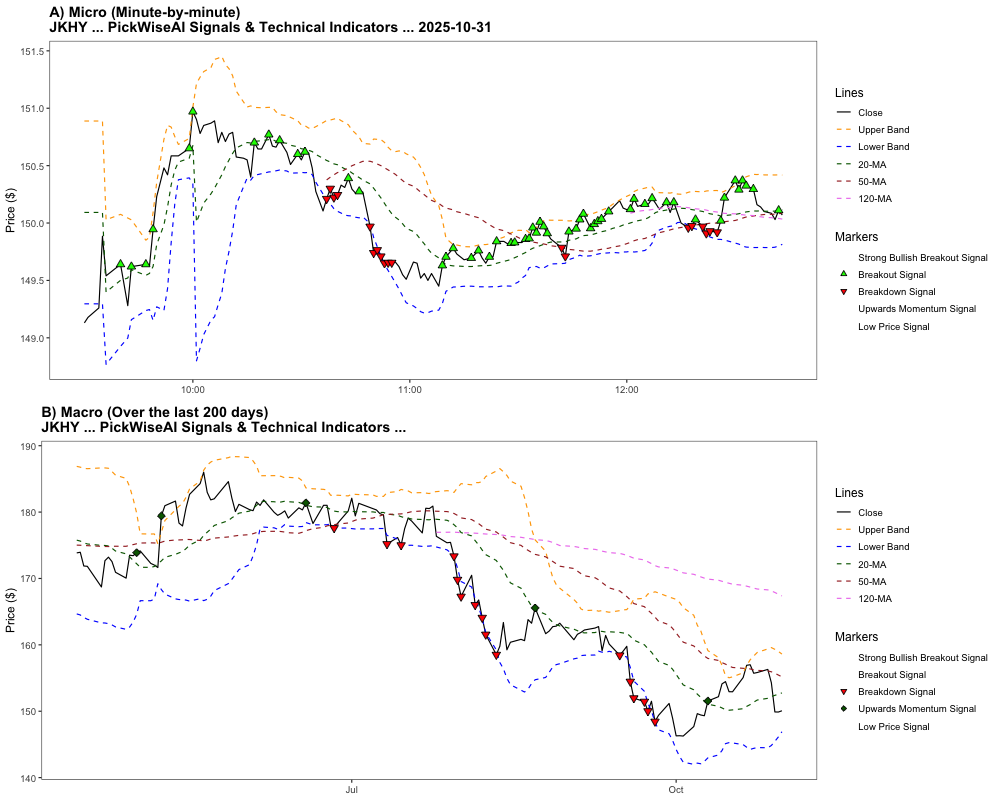 A) Micro (Minute-by-minute)
JKHY ... PickWiseAI Signals & Technical Indicators ... 2025-10-31
151.5
151.0
150.5
150.0
149.5
149.0
Price ($)
10:00
11:00
12:00
Lines
Close
Upper Band
Lower Band
20-MA
50-MA
120-MA
Markers
Strong Bullish Breakout Signal
Breakout Signal
Breakdown Signal
Upwards Momentum Signal
Low Price Signal
B) Macro (Over the last 200 days)
JKHY ... PickWiseAI Signals & Technical Indicators ...
190
180
170
160
150
140
Price ($)
Jul
Oct
Lines
Close
Upper Band
Lower Band
20-MA
50-MA
120-MA
Markers
Strong Bullish Breakout Signal
Breakout Signal
Breakdown Signal
Upwards Momentum Signal
Low Price Signal